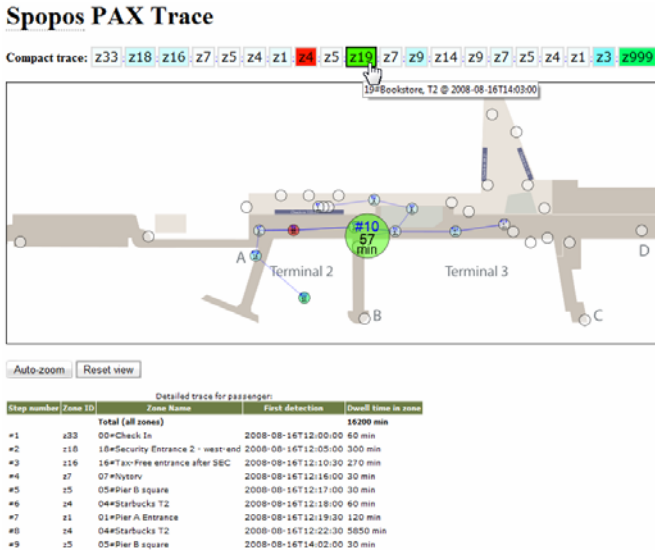 Spopos PAX Trace
Compact trace: z33 z18 z16 z7 z5 z4 z1 z4 z5 z19 z7 z9 z14 z9 z7 z5 z4 z1 z3 z999
19#Bookstore, T2 @ 2008-08-16T14:03:00
#10
57
min
A
Terminal 2
Terminal 3
D
B
C
Auto-zoom Reset view
Detailed trace for passenger:
Step number Zone ID Zone Name First detection Dwell time in zone
Total (all zones) 16200 min
#1 z33 00#Check In 2008-08-16T12:00:00 60 min
#2 z18 18#Security Entrance 2 - west-end 2008-08-16T12:05:00 300 min
#3 z16 16#Tax-Free entrance after SEC 2008-08-16T12:10:30 270 min
#4 z7 07#Nytorv 2008-08-16T12:16:00 30 min
#5 z5 05#Pier B square 2008-08-16T12:17:00 30 min
#6 z4 04#Starbucks T2 2008-08-16T12:18:00 60 min
#7 z1 01#Pier A Entrance 2008-08-16T12:19:30 120 min
#8 z4 04#Starbucks T2 2008-08-16T12:22:30 5850 min
#9 z5 05#Pier B square 2008-08-16T14:02:00 30 min